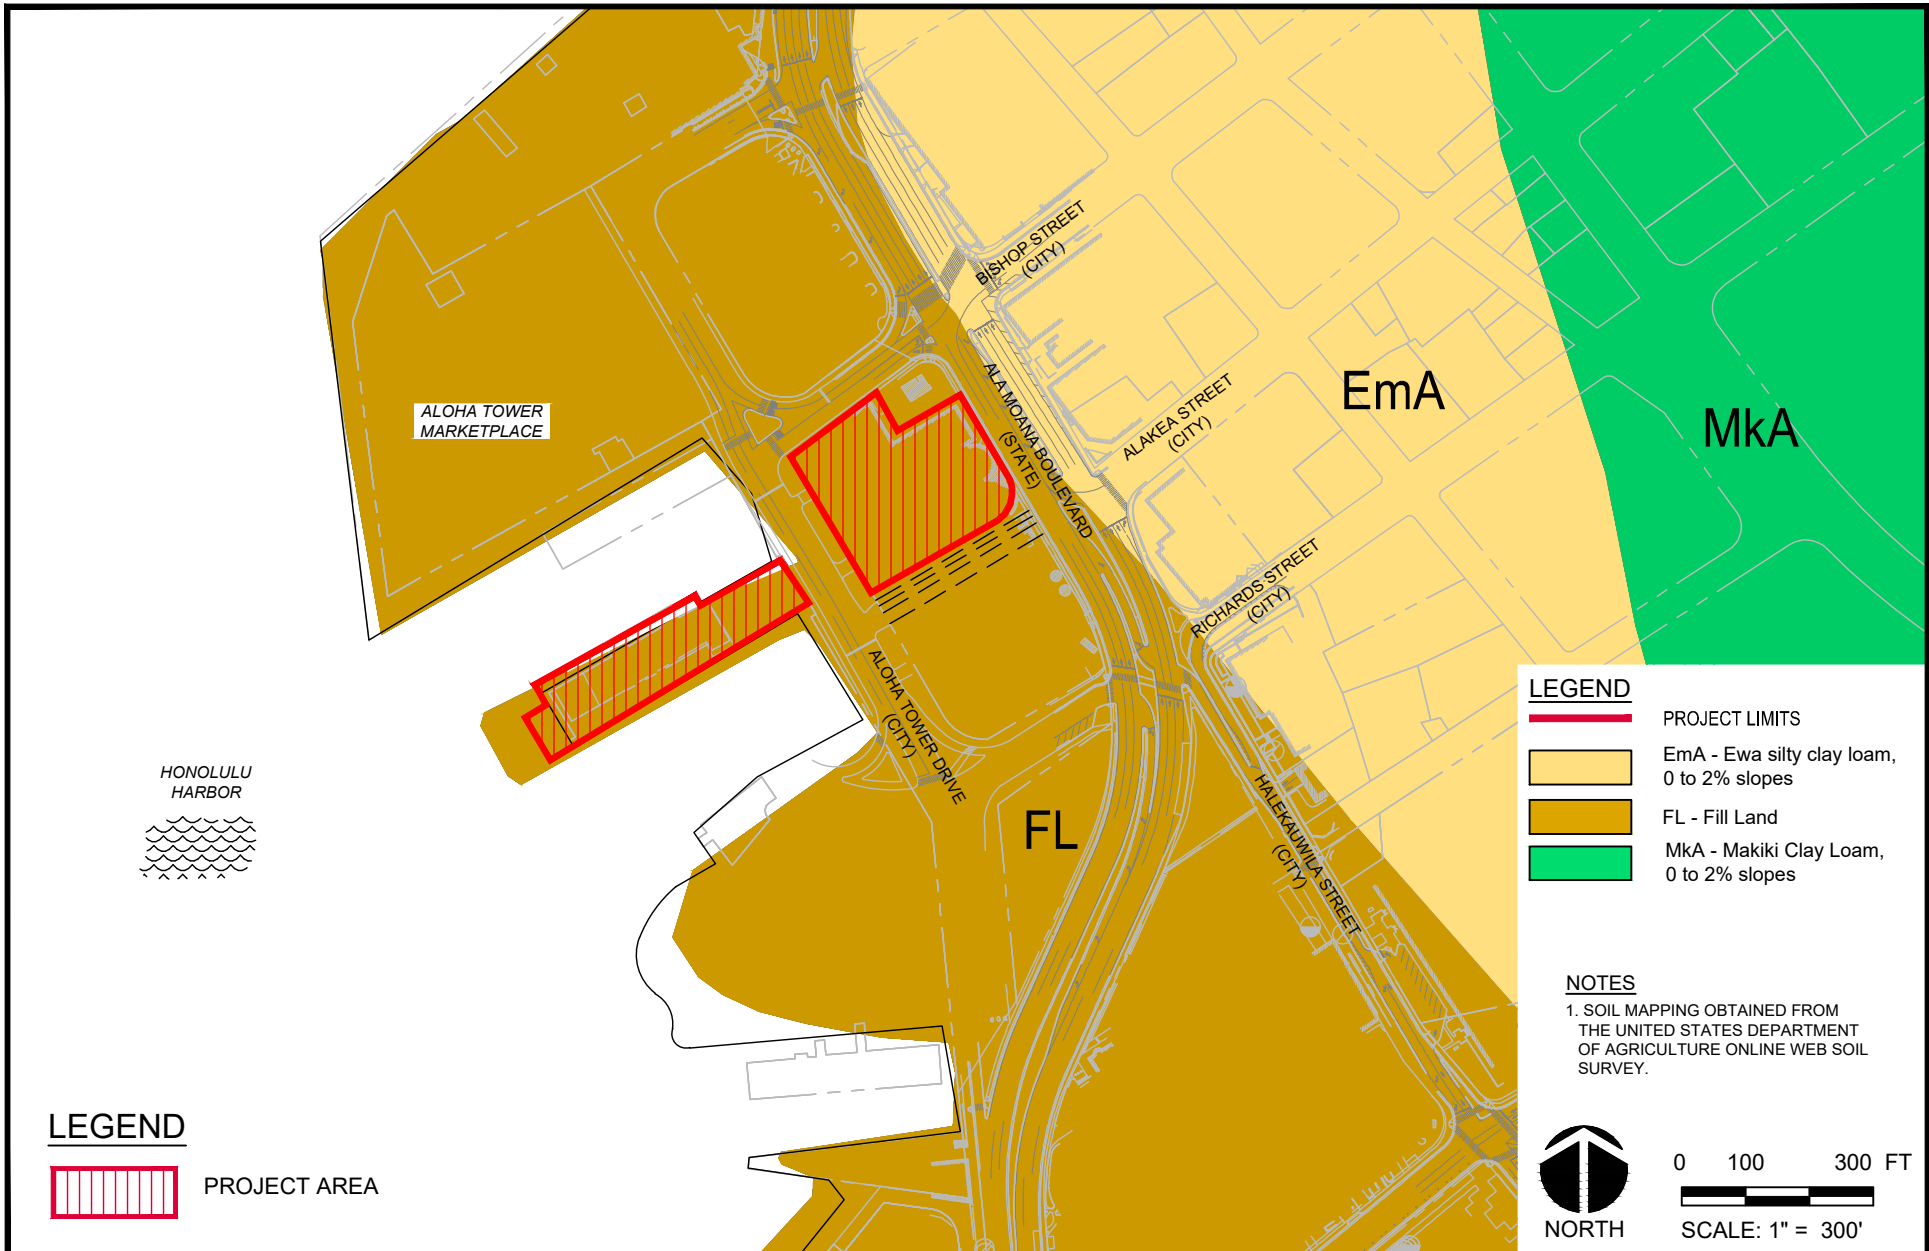 BISHOP STREET
(CITY)
ALA MOANA BOULEVARD
(STATE)
ALAKEA STREET
(CITY)
EmA
MkA
ALOHA TOWER
MARKETPLACE
RICHARDS STREET
(CITY)
ALOHA TOWER DRIVE
(CITY)
HONOLULU
HARBOR
FL
HALEKAUWILA STREET
(CITY)
LEGEND
PROJECT LIMITS
EmA - Ewa silty clay loam,
0 to 2% slopes
FL - Fill Land
MkA - Makiki Clay Loam,
0 to 2% slopes
NOTES
1. SOIL MAPPING OBTAINED FROM
THE UNITED STATES DEPARTMENT
OF AGRICULTURE ONLINE WEB SOIL
SURVEY.
LEGEND
PROJECT AREA
NORTH
0 100 300 FT
SCALE: 1" = 300'